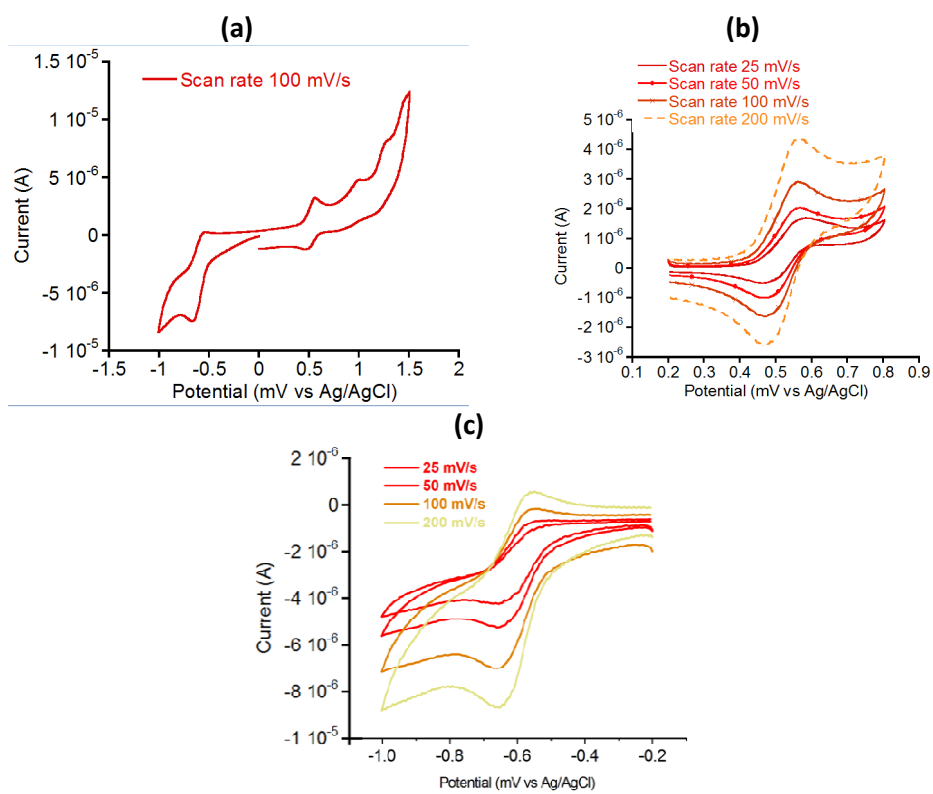 (a)
Scan rate 100 mV/s
1.5 10⁻⁵
1 10⁻⁵
5 10⁻⁶
0
-5 10⁻⁶
-1 10⁻⁵
Current (A)
-1.5 -1 -0.5 0 0.5 1 1.5 2
Potential (mV vs Ag/AgCl)
(b)
Scan rate 25 mV/s
Scan rate 50 mV/s
Scan rate 100 mV/s
Scan rate 200 mV/s
5 10⁻⁶
4 10⁻⁶
3 10⁻⁶
2 10⁻⁶
1 10⁻⁶
0
-1 10⁻⁶
-2 10⁻⁶
-3 10⁻⁶
Current (A)
0.1 0.2 0.3 0.4 0.5 0.6 0.7 0.8 0.9
Potential (mV vs Ag/AgCl)
(c)
25 mV/s
50 mV/s
100 mV/s
200 mV/s
2 10⁻⁶
0
-2 10⁻⁶
-4 10⁻⁶
-6 10⁻⁶
-8 10⁻⁶
-1 10⁻⁵
Current (A)
-1.0 -0.8 -0.6 -0.4 -0.2
Potential (mV vs Ag/AgCl)